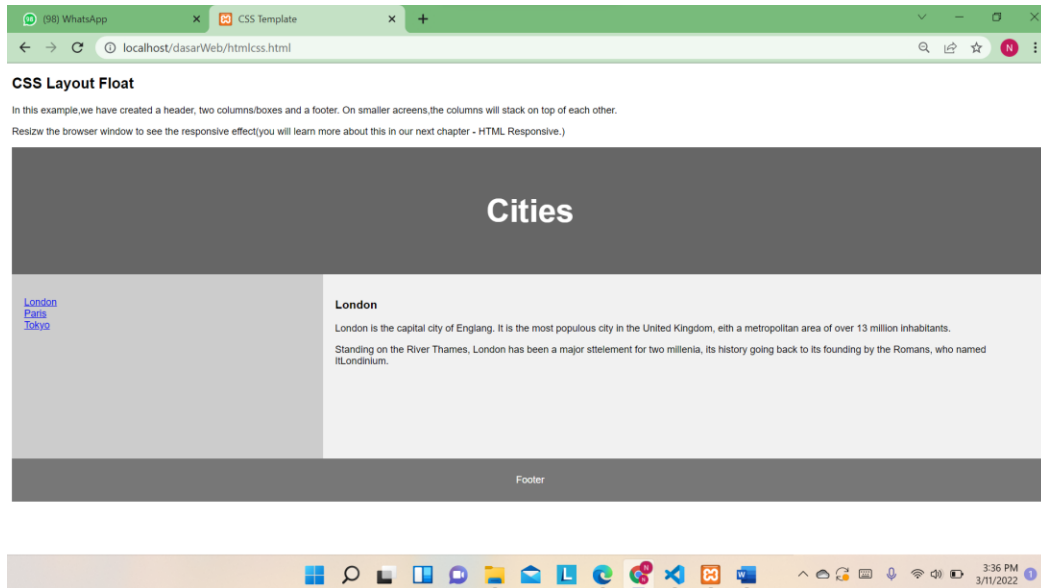 98 (98) WhatsApp CSS Template
localhost/dasarWeb/htmlcss.html N
CSS Layout Float
In this example,we have created a header, two columns/boxes and a footer. On smaller acreens,the columns will stack on top of each other.
Resizw the browser window to see the responsive effect(you will learn more about this in our next chapter - HTML Responsive.)
Cities
London
Paris
Tokyo
London
London is the capital city of Englang. It is the most populous city in the United Kingdom, eith a metropolitan area of over 13 million inhabitants.
Standing on the River Thames, London has been a major sttelement for two millenia, its history going back to its founding by the Romans, who named
ItLondinium.
Footer
L N W 3:36 PM
3/11/2022 1